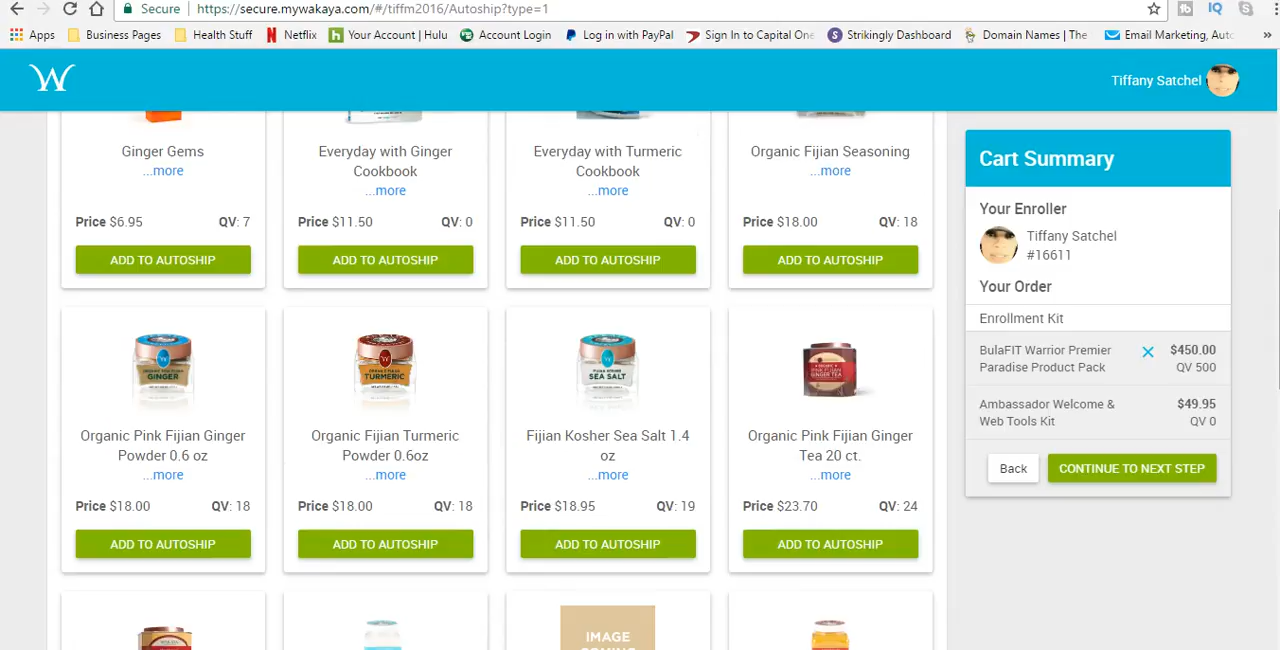 Secure
https://secure.mywakaya.com/#/tiffm2016/Autoship?type=1
Apps Business Pages Health Stuff Netflix Your Account | Hulu Account Login Log in with PayPal Sign In to Capital One Strikingly Dashboard Domain Names | The Email Marketing, Auto »
W
Tiffany Satchel
Ginger Gems
...more
Price $6.95 QV: 7
ADD TO AUTOSHIP
Everyday with Ginger
Cookbook
...more
Price $11.50 QV: 0
ADD TO AUTOSHIP
Everyday with Turmeric
Cookbook
...more
Price $11.50 QV: 0
ADD TO AUTOSHIP
Organic Fijian Seasoning
...more
Price $18.00 QV: 18
ADD TO AUTOSHIP
GINGER
Organic Pink Fijian Ginger
Powder 0.6 oz
...more
Price $18.00 QV: 18
ADD TO AUTOSHIP
TURMERIC
Organic Fijian Turmeric
Powder 0.6oz
...more
Price $18.00 QV: 18
ADD TO AUTOSHIP
SEA SALT
Fijian Kosher Sea Salt 1.4
oz
...more
Price $18.95 QV: 19
ADD TO AUTOSHIP
Organic Pink Fijian Ginger
Tea 20 ct.
...more
Price $23.70 QV: 24
ADD TO AUTOSHIP
IMAGE
Cart Summary
Your Enroller
Tiffany Satchel
#16611
Your Order
Enrollment Kit
BulaFIT Warrior Premier $450.00
Paradise Product Pack QV 500
Ambassador Welcome & $49.95
Web Tools Kit QV 0
Back CONTINUE TO NEXT STEP